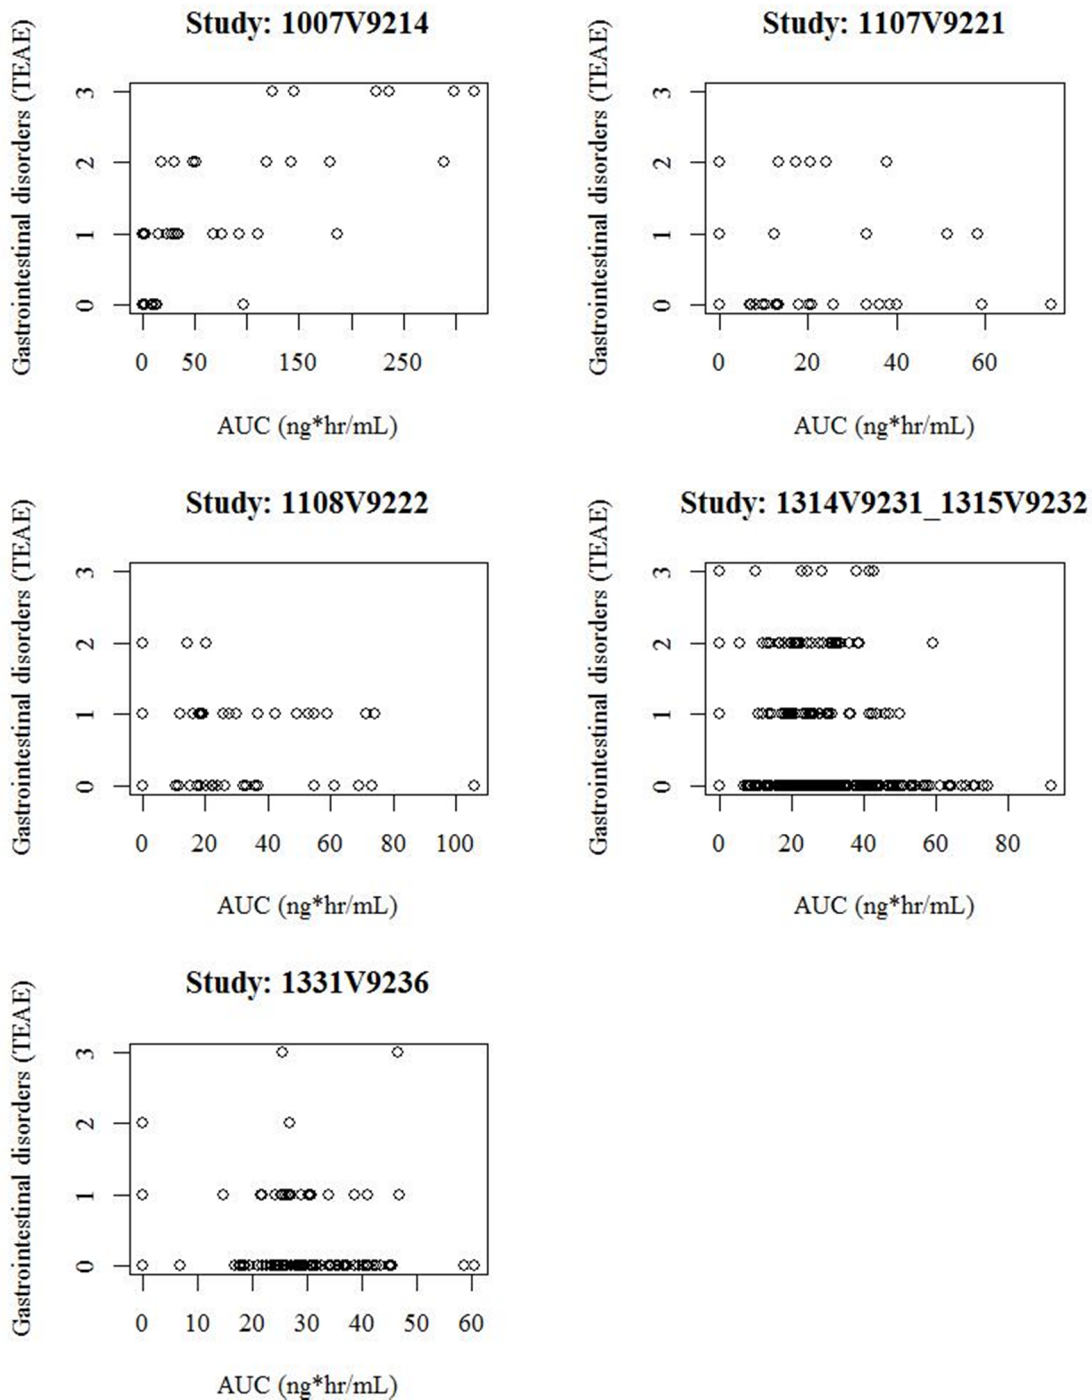 Study: 1007V9214
Gastrointestinal disorders (TEAE)
3
2
1
0
0 50 150 250
AUC (ng*hr/mL)
Study: 1107V9221
Gastrointestinal disorders (TEAE)
3
2
1
0
0 20 40 60
AUC (ng*hr/mL)
Study: 1108V9222
Gastrointestinal disorders (TEAE)
3
2
1
0
0 20 40 60 80 100
AUC (ng*hr/mL)
Study: 1314V9231_1315V9232
Gastrointestinal disorders (TEAE)
3
2
1
0
0 20 40 60 80
AUC (ng*hr/mL)
Study: 1331V9236
Gastrointestinal disorders (TEAE)
3
2
1
0
0 10 20 30 40 50 60
AUC (ng*hr/mL)